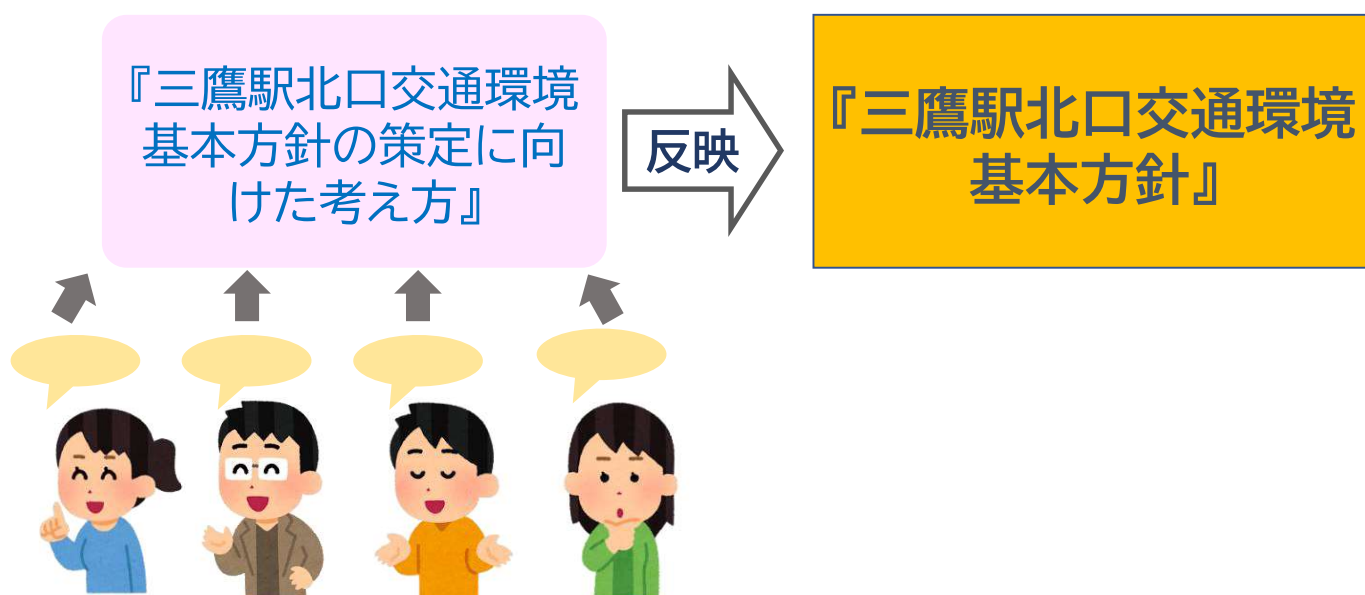 『三鷹駅北口交通環境
基本方針の策定に向
けた考え方』
反映
『三鷹駅北口交通環境
基本方針』